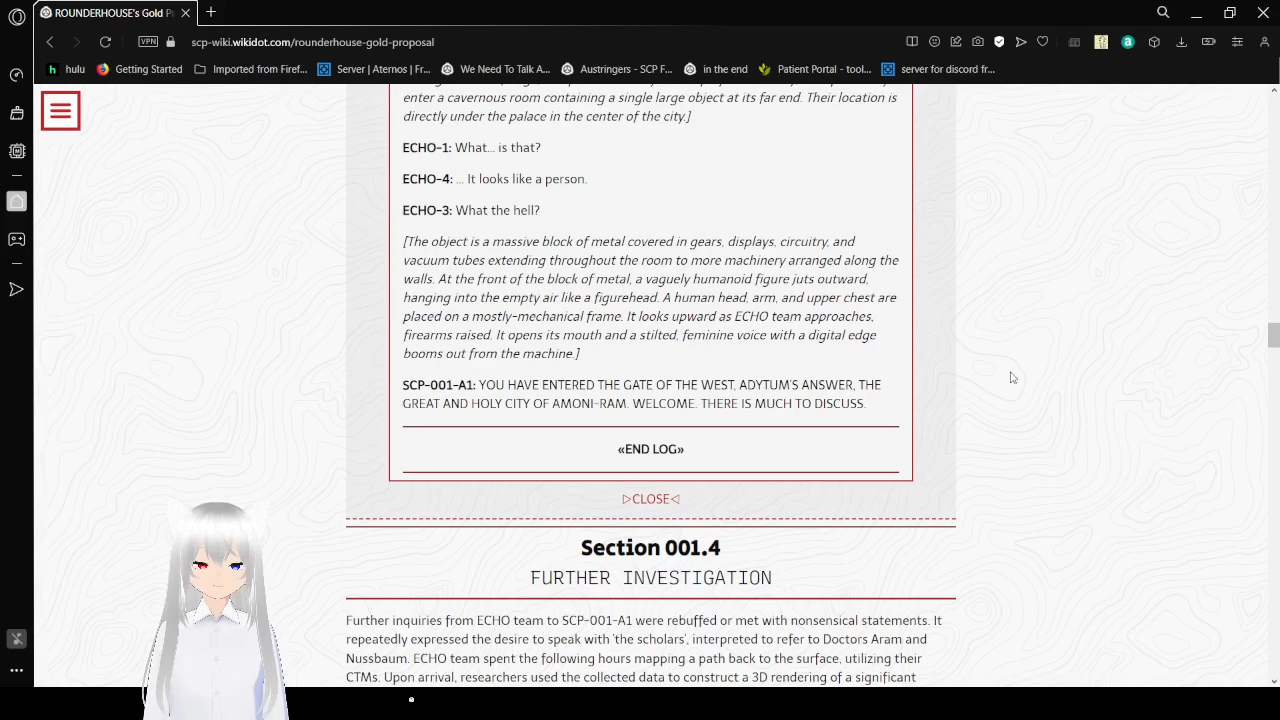 ROUNDERHOUSE's Gold Pr
VPN scp-wiki.wikidot.com/rounderhouse-gold-proposal
hulu Getting Started Imported from Firef... Server | Aternos | Fr... We Need To Talk A... Austringers - SCP F... in the end Patient Portal - tool... server for discord fra...
enter a cavernous room containing a single large object at its far end. Their location is
directly under the palace in the center of the city.]
ECHO-1: What... is that?
ECHO-4: ... It looks like a person.
ECHO-3: What the hell?
[The object is a massive block of metal covered in gears, displays, circuitry, and
vacuum tubes extending throughout the room to more machinery arranged along the
walls. At the front of the block of metal, a vaguely humanoid figure juts outward,
hanging into the empty air like a figurehead. A human head, arm, and upper chest are
placed on a mostly-mechanical frame. It looks upward as ECHO team approaches,
firearms raised. It opens its mouth and a stilted, feminine voice with a digital edge
booms out from the machine.]
SCP-001-A1: YOU HAVE ENTERED THE GATE OF THE WEST, ADYTUM'S ANSWER, THE
GREAT AND HOLY CITY OF AMONI-RAM. WELCOME. THERE IS MUCH TO DISCUSS.
«END LOG»
▷CLOSE◁
Section 001.4
FURTHER INVESTIGATION
Further inquiries from ECHO team to SCP-001-A1 were rebuffed or met with nonsensical statements. It
repeatedly expressed the desire to speak with 'the scholars', interpreted to refer to Doctors Aram and
Nussbaum. ECHO team spent the following hours mapping a path back to the surface, utilizing their
CTMs. Upon arrival, researchers used the collected data to construct a 3D rendering of a significant